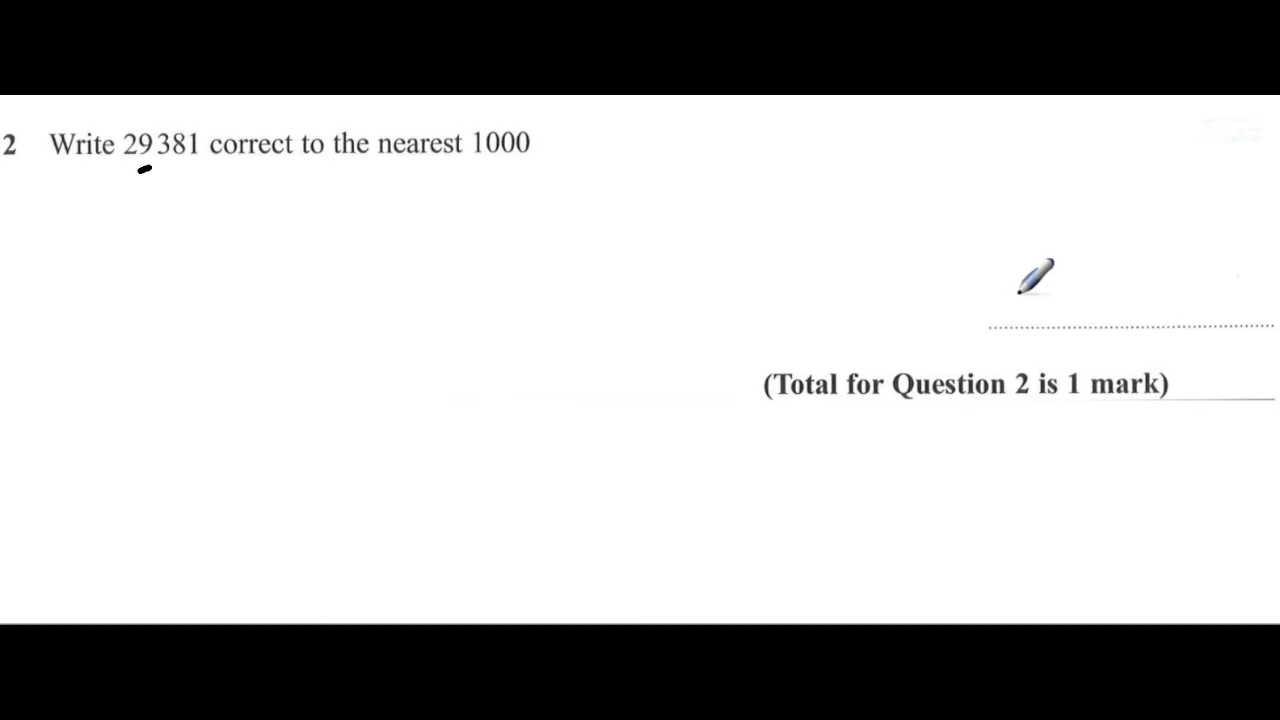 2 Write 29 381 correct to the nearest 1000
(Total for Question 2 is 1 mark)